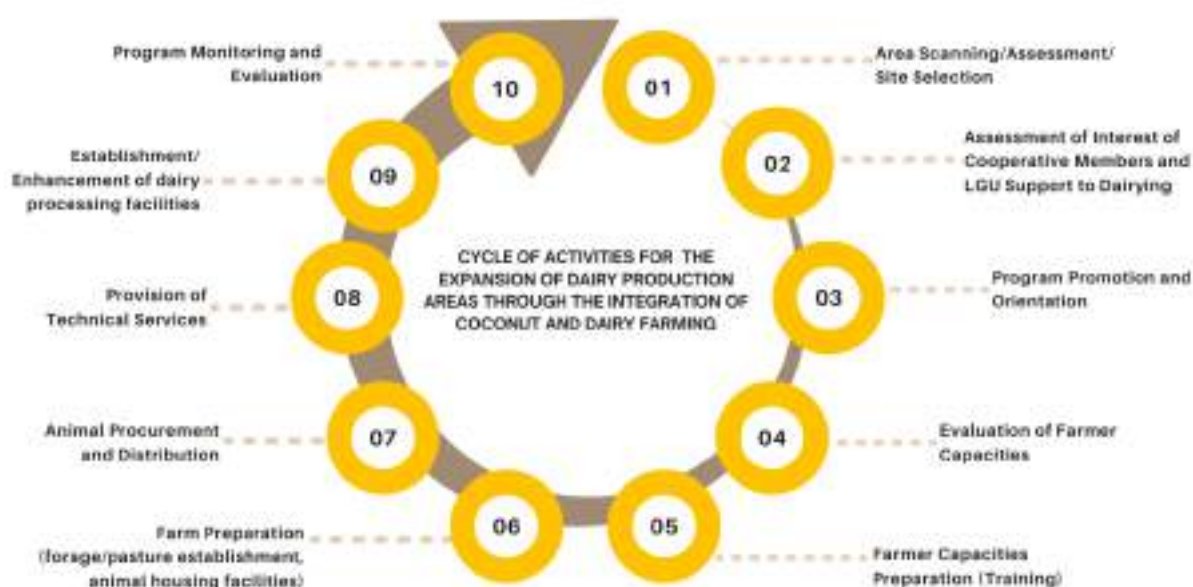 01
Area Scanning/Assessment/
Site Selection
02
Assessment of Interest of
Cooperative Members and
LGU Support to Dairying
03
Program Promotion and
Orientation
04
Evaluation of Farmer
Capacities
05
Farmer Capacities
Preparation (Training)
06
Farm Preparation
(forage/pasture establishment,
animal housing facilities)
07
Animal Procurement
and Distribution
08
Provision of
Technical Services
09
Establishment/
Enhancement of dairy
processing facilities
10
Program Monitoring and
Evaluation
CYCLE OF ACTIVITIES FOR THE
EXPANSION OF DAIRY PRODUCTION
AREAS THROUGH THE INTEGRATION OF
COCONUT AND DAIRY FARMING